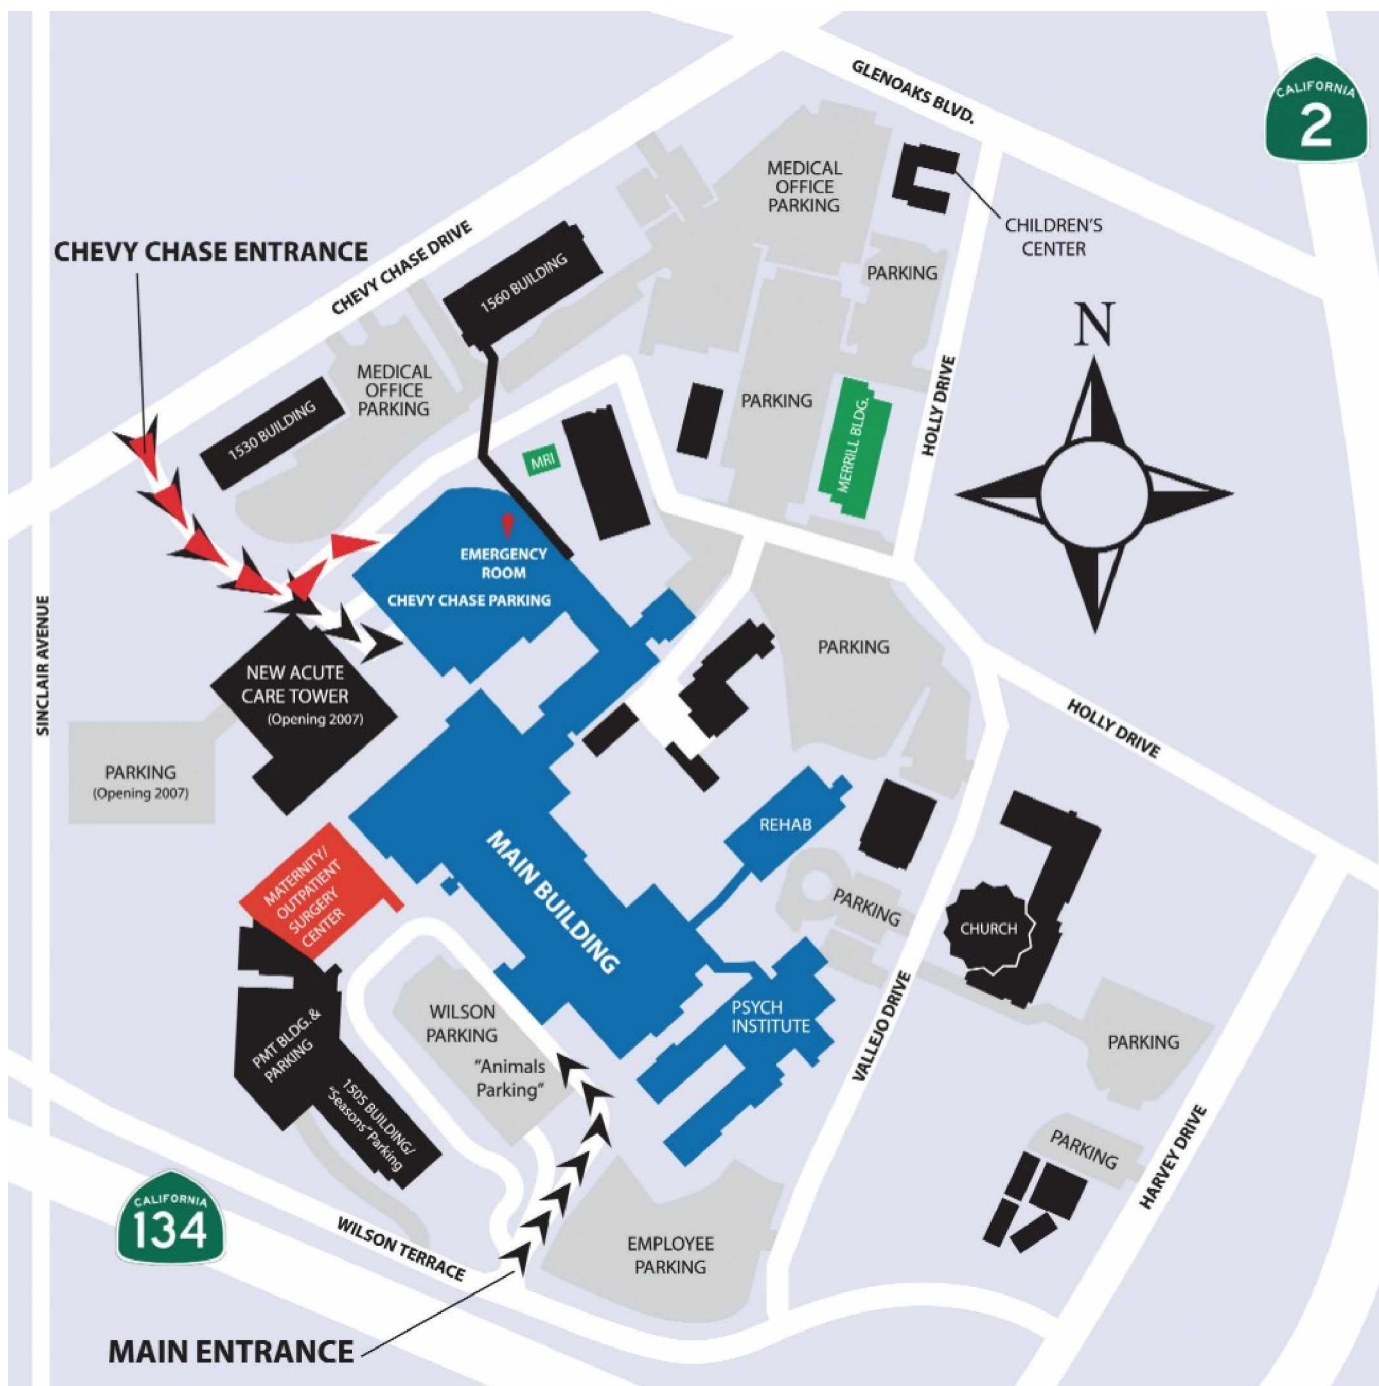 GLENOAKS BLVD.
CALIFORNIA
2
MEDICAL
OFFICE
PARKING
CHILDREN'S
CENTER
CHEVY CHASE ENTRANCE
CHEVY CHASE DRIVE
1560 BUILDING
PARKING
N
MEDICAL
OFFICE
PARKING
PARKING
HOLLY DRIVE
1530 BUILDING
MRI
MERRILL BLDG.
EMERGENCY
ROOM
CHEVY CHASE PARKING
SINCLAIR AVENUE
NEW ACUTE
CARE TOWER
(Opening 2007)
PARKING
HOLLY DRIVE
PARKING
(Opening 2007)
REHAB
MAIN BUILDING
MATERNITY/
OUTPATIENT
SURGERY
CENTER
PARKING
CHURCH
WILSON
PARKING
"Animals
Parking"
PSYCH
INSTITUTE
VALLEJO DRIVE
PARKING
PMT BLDG. &
PARKING
1505 BUILDING/
"Seasons" Parking
PARKING
HARVEY DRIVE
CALIFORNIA
134
WILSON TERRACE
EMPLOYEE
PARKING
MAIN ENTRANCE